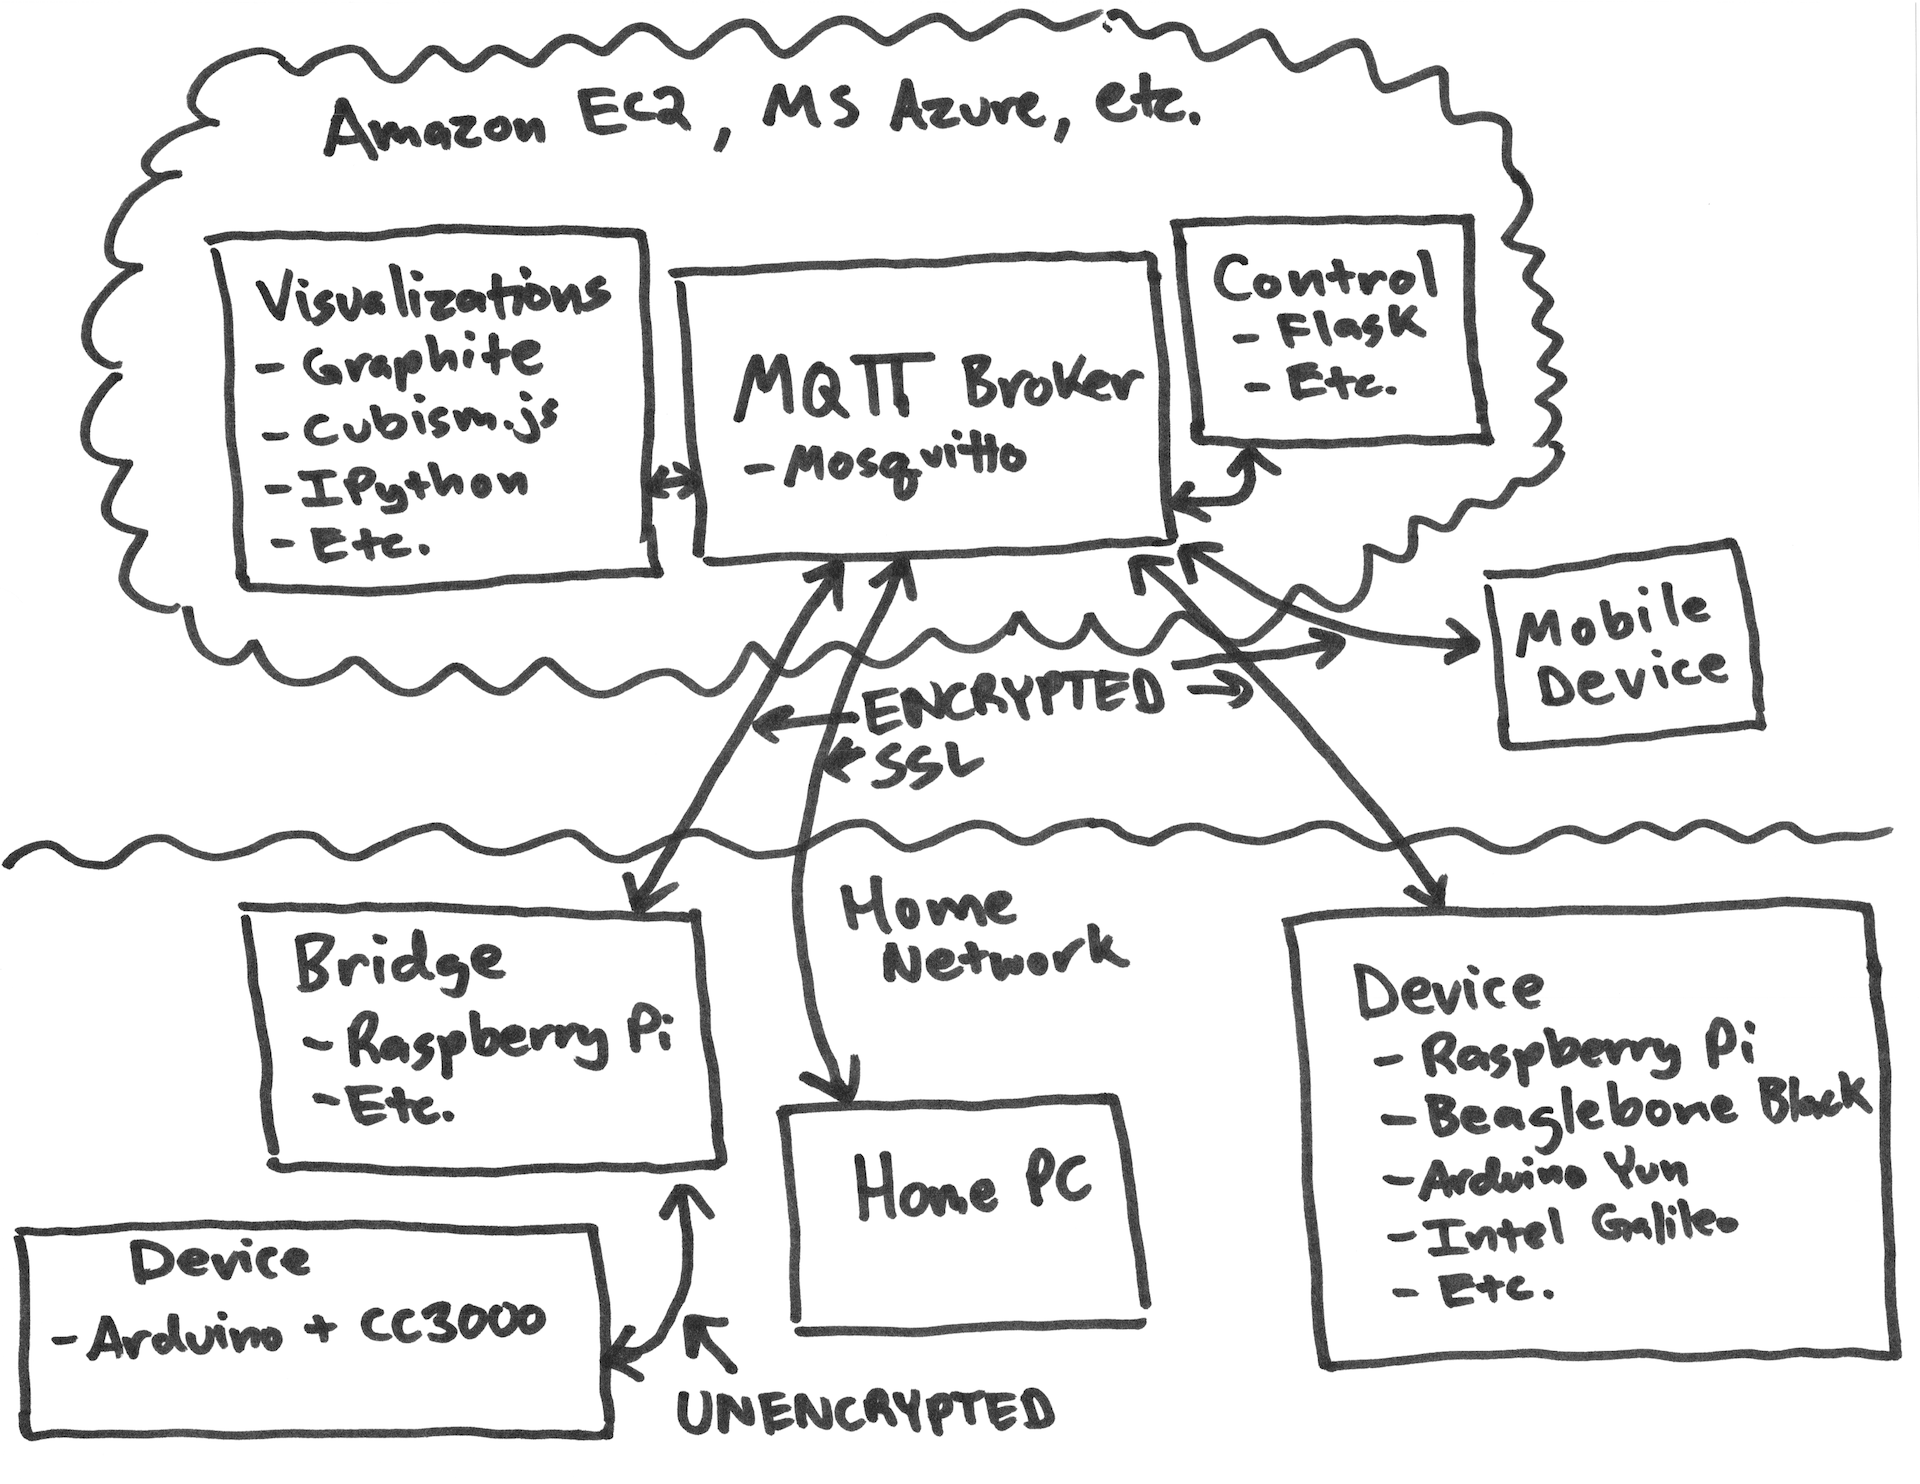 Amazon EC2, MS Azure, etc.
Visualizations
- Graphite
- Cubism.js
- IPython
- Etc.
MQTT Broker
- Mosquitto
Control
- Flask
- Etc.
Mobile
Device
ENCRYPTED
SSL
Home
Network
Bridge
- Raspberry Pi
- Etc.
Home PC
Device
- Raspberry Pi
- Beaglebone Black
- Arduino Yun
- Intel Galileo
- Etc.
Device
- Arduino + CC3000
UNENCRYPTED